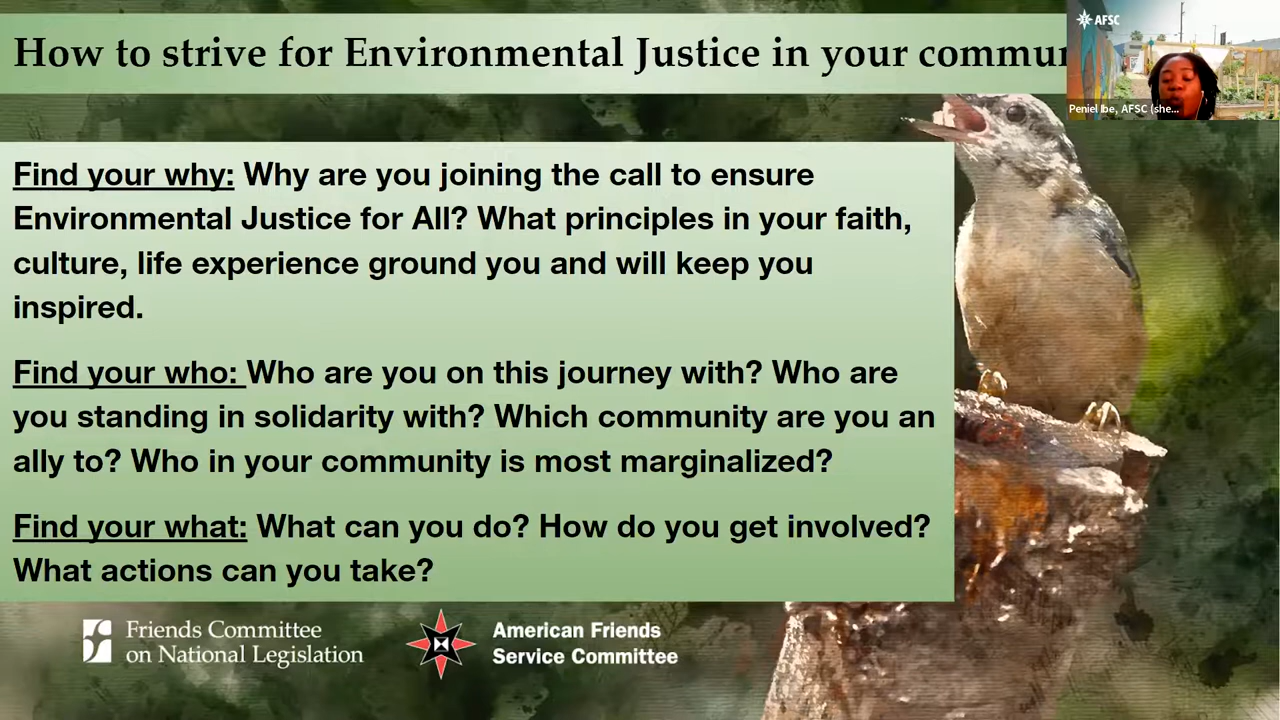 How to strive for Environmental Justice in your commun
AFSC
Peniel Ibe, AFSC (she...
Find your why: Why are you joining the call to ensure
Environmental Justice for All? What principles in your faith,
culture, life experience ground you and will keep you
inspired.
Find your who: Who are you on this journey with? Who are
you standing in solidarity with? Which community are you an
ally to? Who in your community is most marginalized?
Find your what: What can you do? How do you get involved?
What actions can you take?
Friends Committee
on National Legislation
American Friends
Service Committee